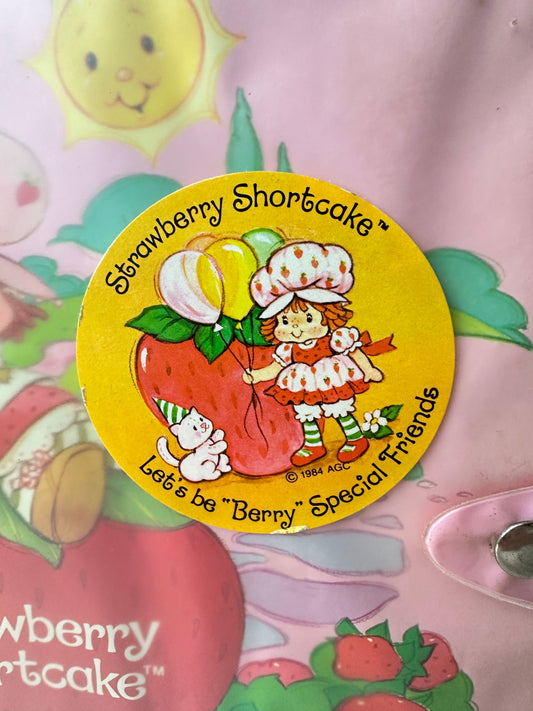 Strawberry Shortcake™
© 1984 AGC
Let's be "Berry" Special Friends
wberry
rtcake™